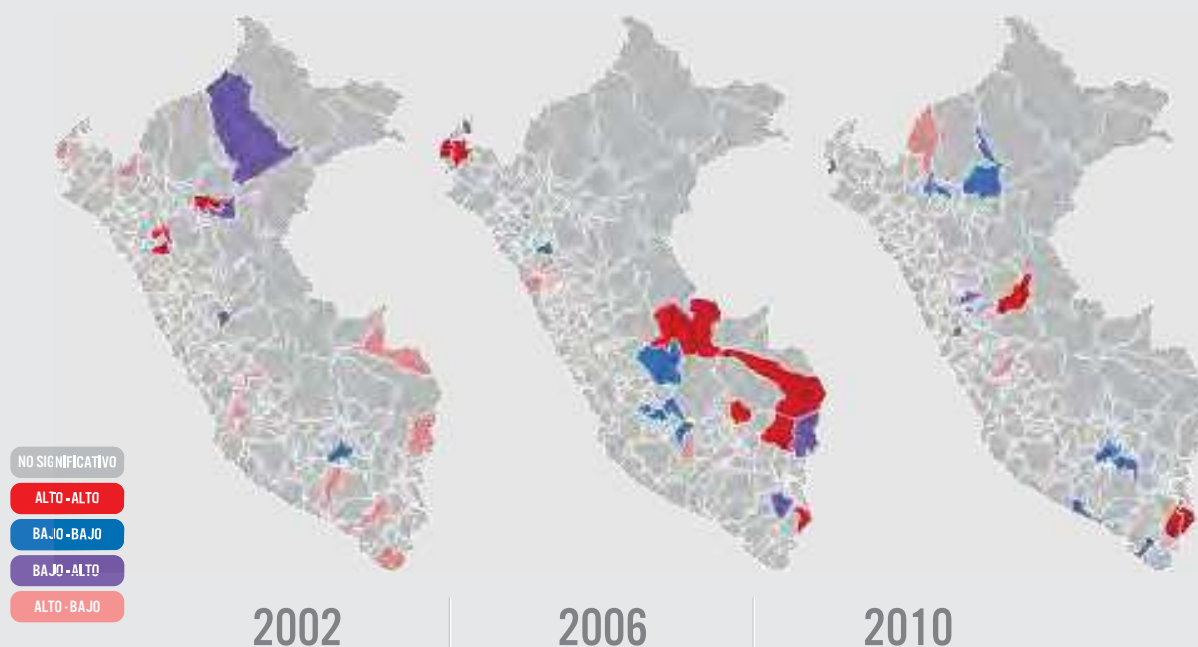 NO SIGNIFICATIVO
ALTO - ALTO
BAJO - BAJO
BAJO - ALTO
ALTO - BAJO
2002
2006
2010